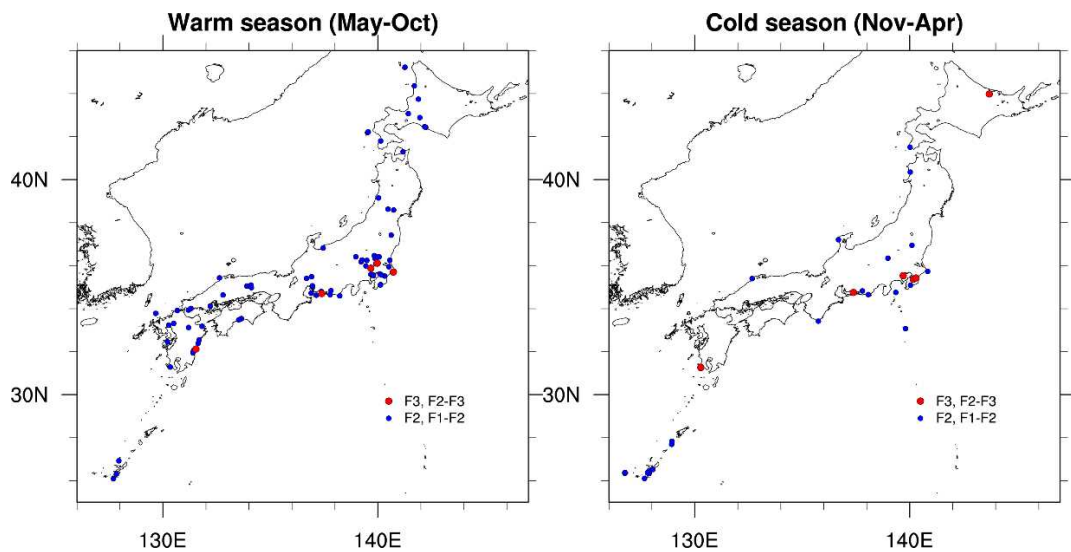 Warm season (May-Oct)
Cold season (Nov-Apr)
40N
40N
30N
30N
F3, F2-F3
F2, F1-F2
F3, F2-F3
F2, F1-F2
130E
140E
130E
140E